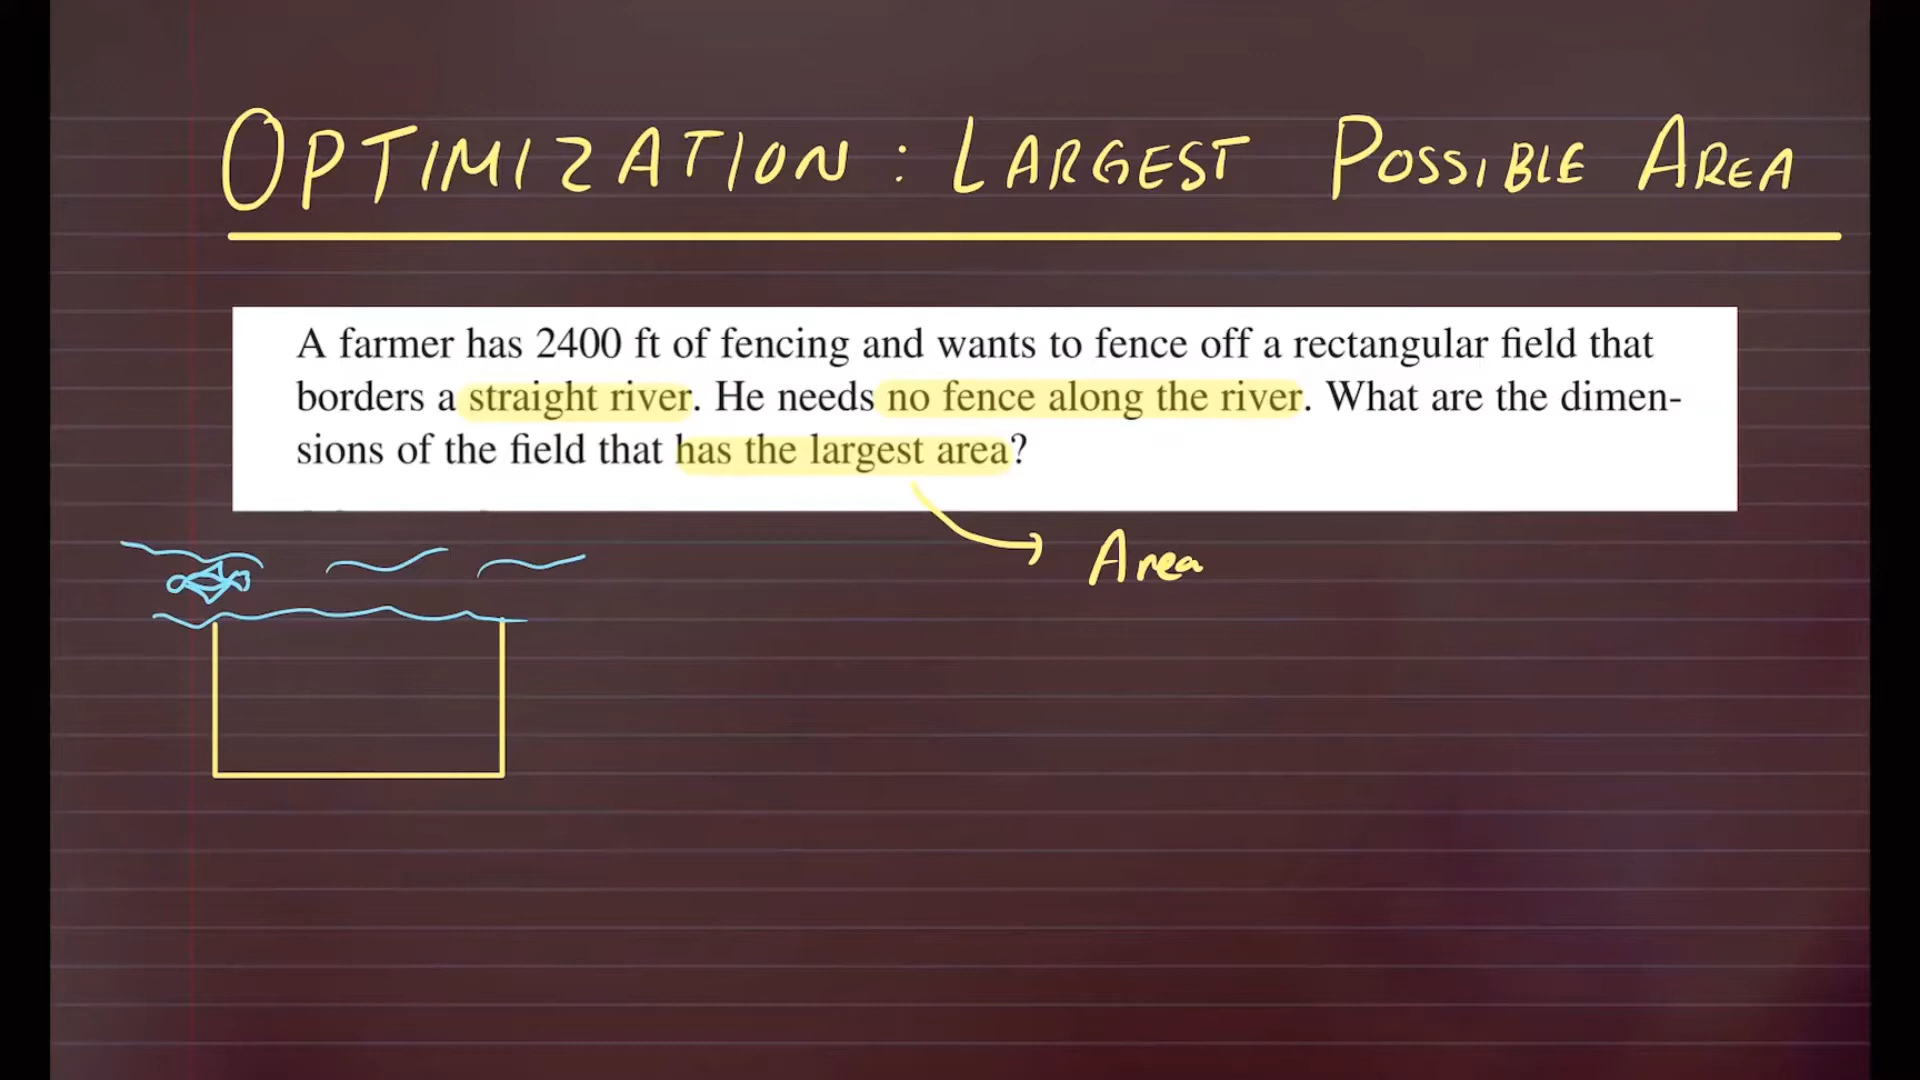 OPTIMIZATION: LARGEST POSSIBLE AREA
A farmer has 2400 ft of fencing and wants to fence off a rectangular field that
borders a straight river. He needs no fence along the river. What are the dimen-
sions of the field that has the largest area?
Area